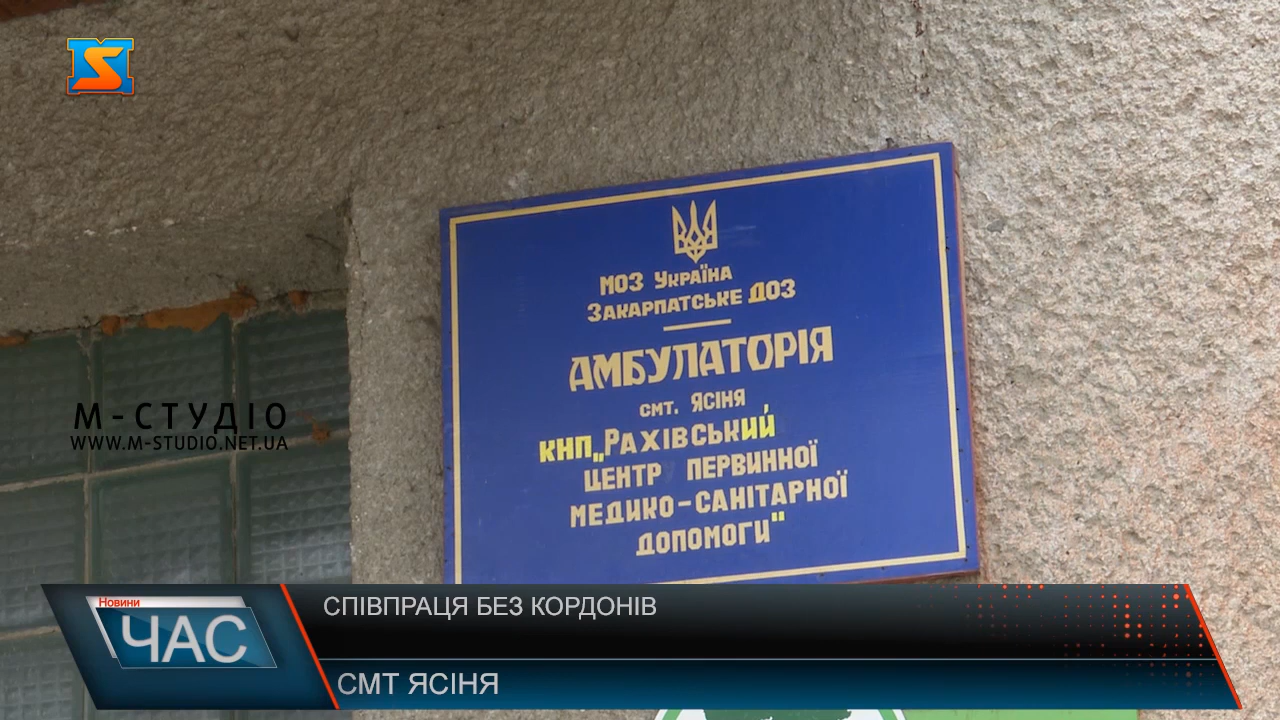 МОЗ Україна
Закарпатське ДОЗ
АМБУЛАТОРІЯ
смт. Ясіня
КНП „Рахівський
центр первинної
медико-санітарної
допомоги"
М-СТУДІО
WWW.M-STUDIO.NET.UA
Новини
ЧАС
СПІВПРАЦЯ БЕЗ КОРДОНІВ
СМТ ЯСІНЯ